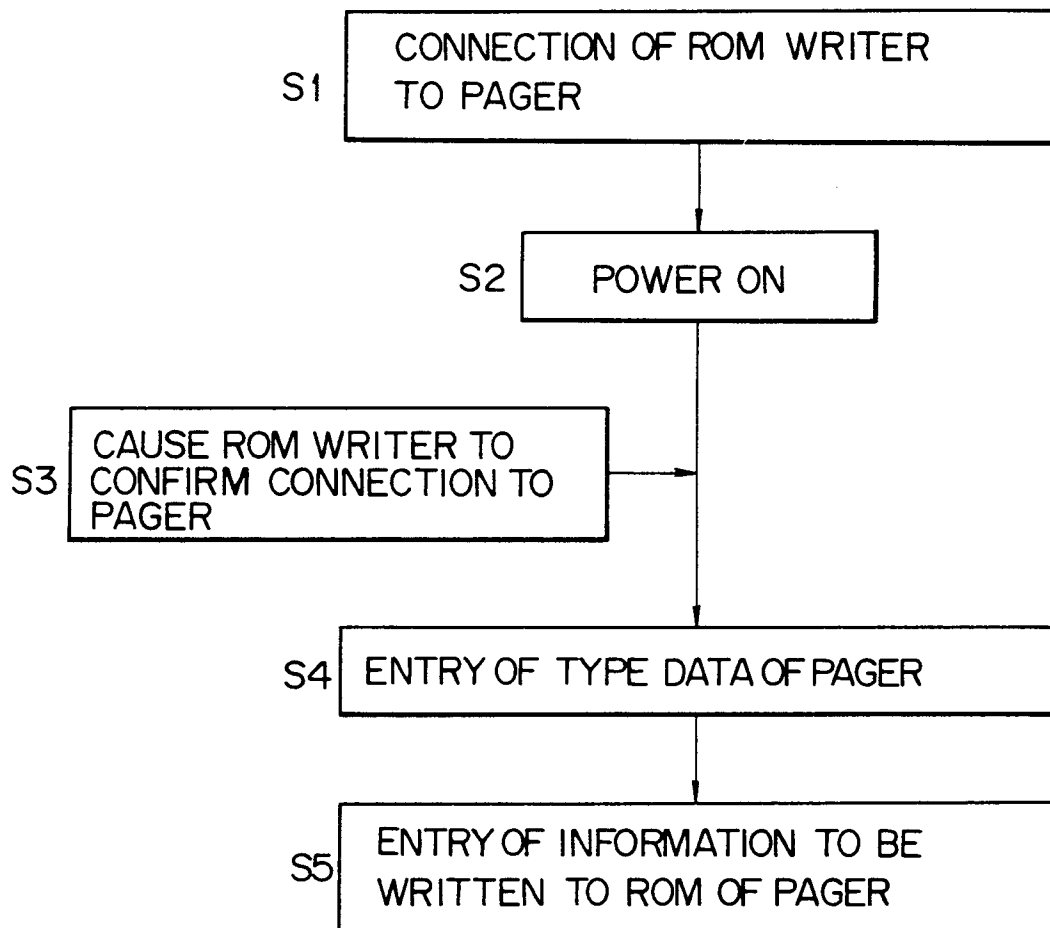 S1
CONNECTION OF ROM WRITER
TO PAGER
S2
POWER ON
S3
CAUSE ROM WRITER TO
CONFIRM CONNECTION TO
PAGER
S4
ENTRY OF TYPE DATA OF PAGER
S5
ENTRY OF INFORMATION TO BE
WRITTEN TO ROM OF PAGER